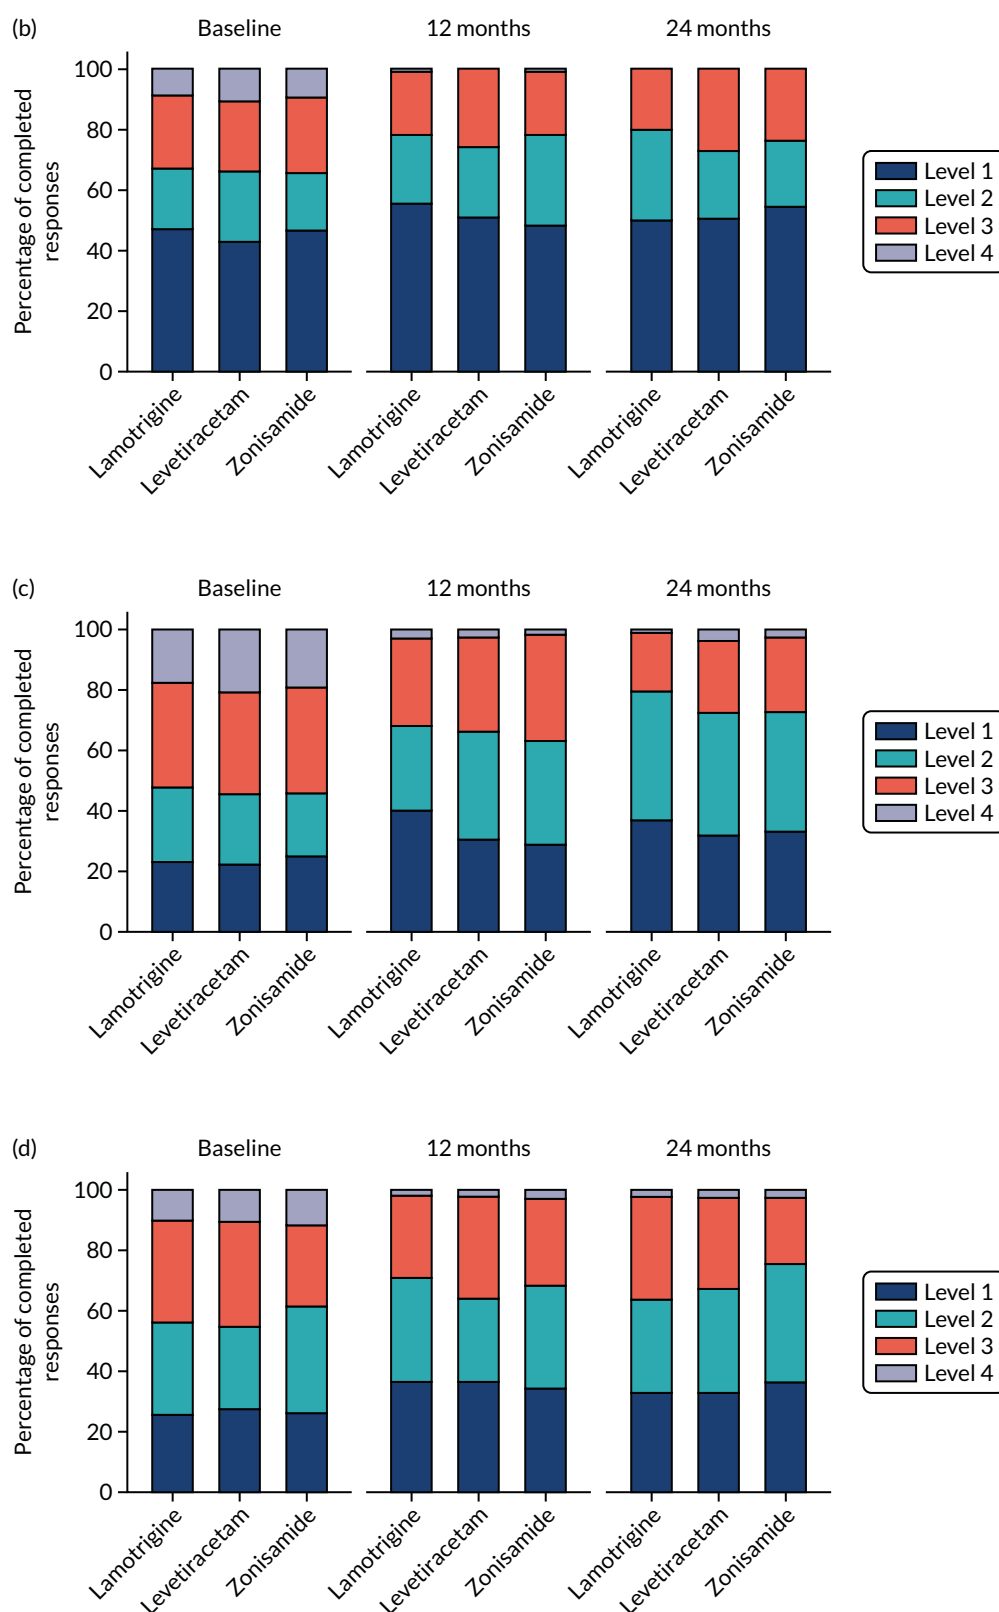 (b)
Baseline
12 months
24 months
Percentage of completed
responses
100
80
60
40
20
0
Lamotrigine
Levetiracetam
Zonisamide
Lamotrigine
Levetiracetam
Zonisamide
Lamotrigine
Levetiracetam
Zonisamide
Level 1
Level 2
Level 3
Level 4
(c)
Baseline
12 months
24 months
Percentage of completed
responses
100
80
60
40
20
0
Lamotrigine
Levetiracetam
Zonisamide
Lamotrigine
Levetiracetam
Zonisamide
Lamotrigine
Levetiracetam
Zonisamide
Level 1
Level 2
Level 3
Level 4
(d)
Baseline
12 months
24 months
Percentage of completed
responses
100
80
60
40
20
0
Lamotrigine
Levetiracetam
Zonisamide
Lamotrigine
Levetiracetam
Zonisamide
Lamotrigine
Levetiracetam
Zonisamide
Level 1
Level 2
Level 3
Level 4